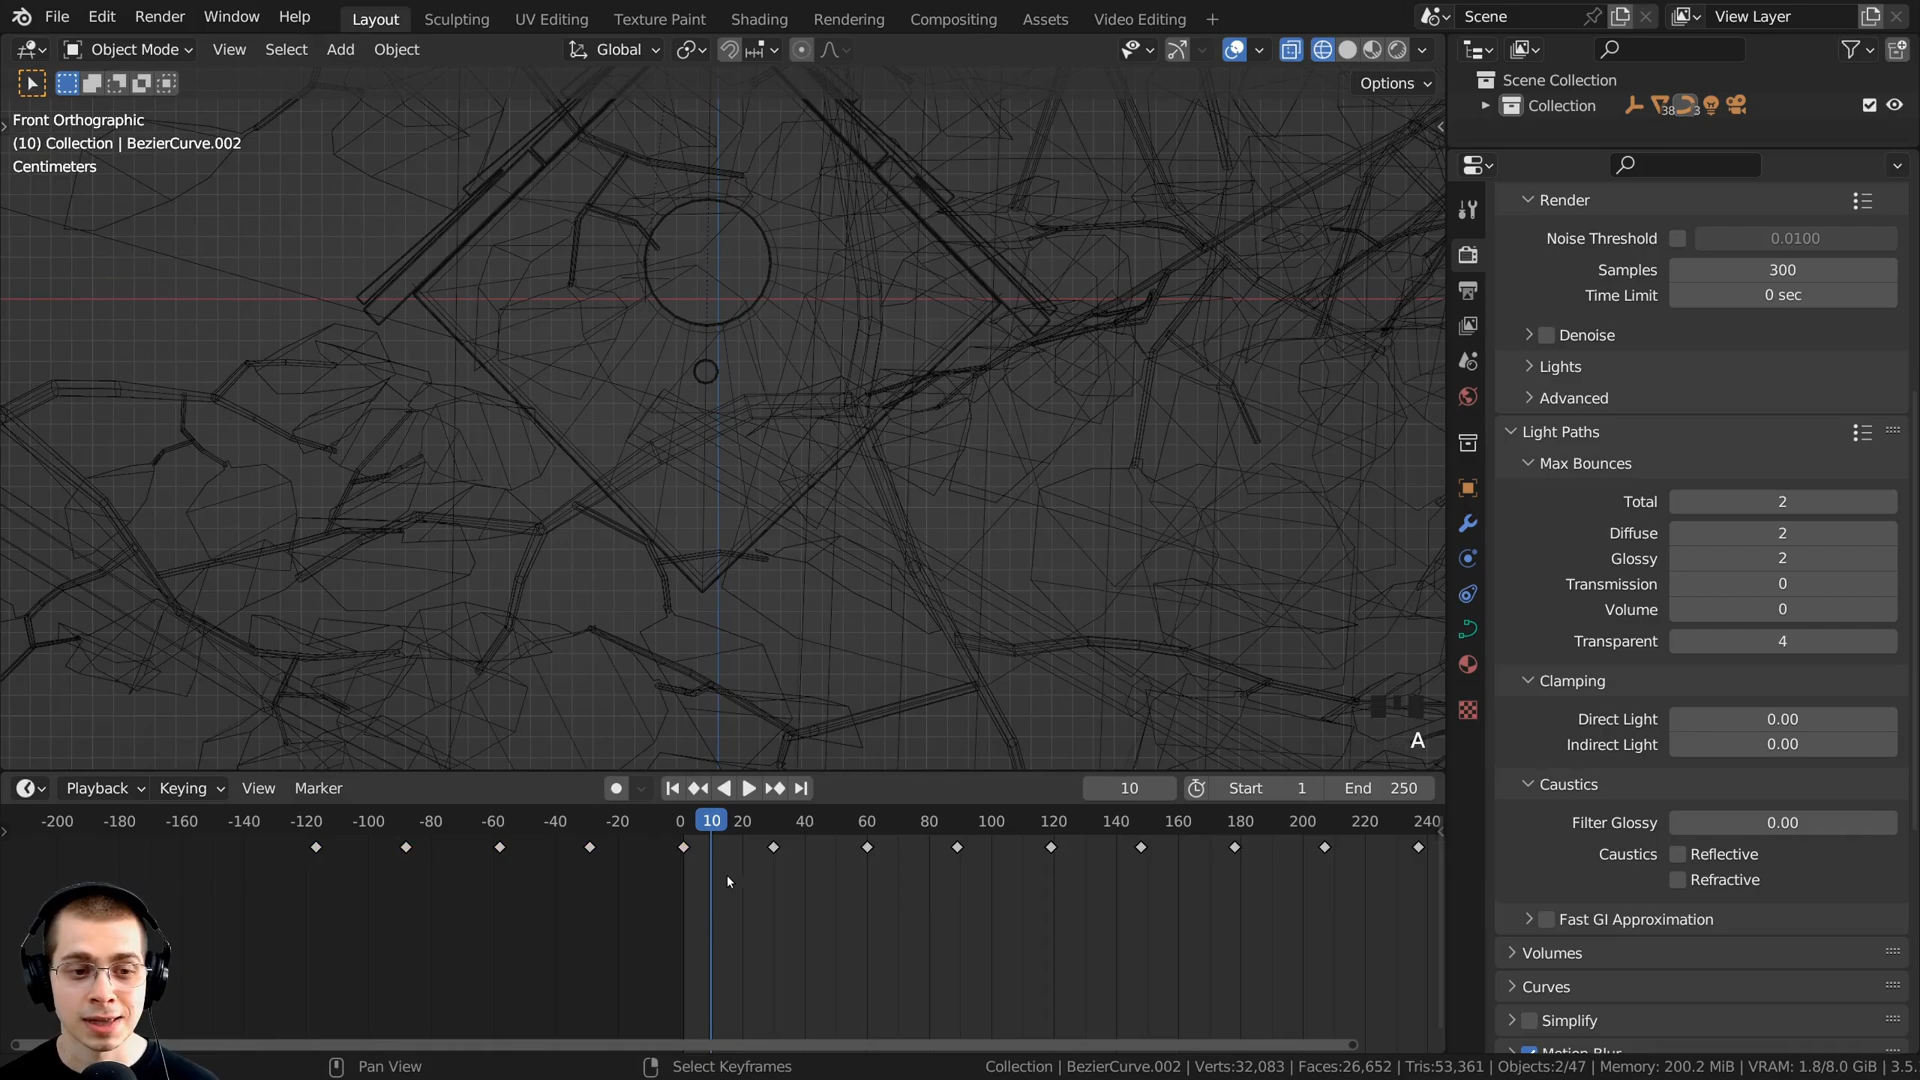 File Edit Render Window Help Layout Sculpting UV Editing Texture Paint Shading Rendering Compositing Assets Video Editing + Scene View Layer
Object Mode View Select Add Object Global
Options
Scene Collection
Collection 38 3
Front Orthographic
(10) Collection | BezierCurve.002
Centimeters
Render
Noise Threshold 0.0100
Samples 300
Time Limit 0 sec
Denoise
Lights
Advanced
Light Paths
Max Bounces
Total 2
Diffuse 2
Glossy 2
Transmission 0
Volume 0
Transparent 4
Clamping
Direct Light 0.00
Indirect Light 0.00
Caustics
Filter Glossy 0.00
Caustics Reflective
Refractive
Fast GI Approximation
Volumes
Curves
Simplify
Motion Blur
A
Playback Keying View Marker 10 Start 1 End 250
-200 -180 -160 -140 -120 -100 -80 -60 -40 -20 0 10 20 40 60 80 100 120 140 160 180 200 220 240
Pan View Select Keyframes Collection | BezierCurve.002 | Verts:32,083 | Faces:26,652 | Tris:53,361 | Objects:2/47 | Memory: 200.2 MiB | VRAM: 1.8/8.0 GiB | 3.5.